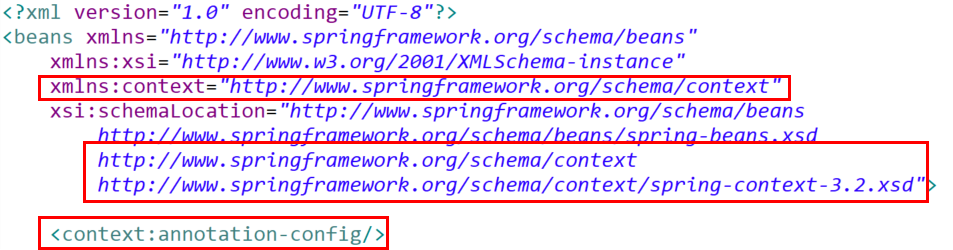 <?xml version="1.0" encoding="UTF-8"?>
<beans xmlns="http://www.springframework.org/schema/beans"
xmlns:xsi="http://www.w3.org/2001/XMLSchema-instance"
xmlns:context="http://www.springframework.org/schema/context"
xsi:schemaLocation="http://www.springframework.org/schema/beans
http://www.springframework.org/schema/beans/spring-beans.xsd
http://www.springframework.org/schema/context
http://www.springframework.org/schema/context/spring-context-3.2.xsd">
<context:annotation-config/>